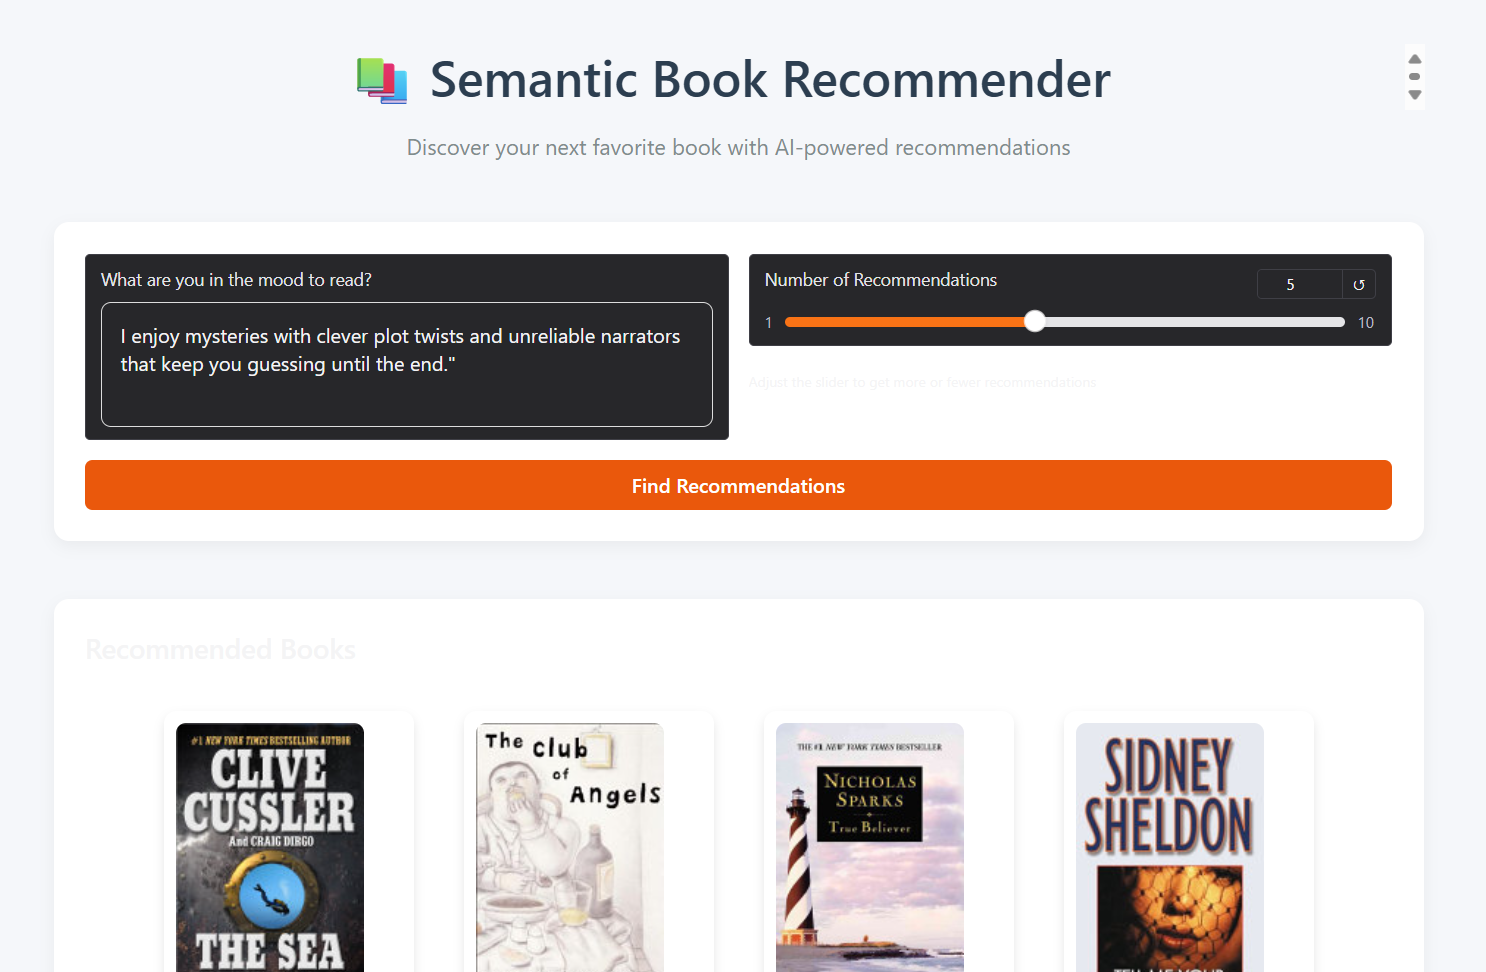 Semantic Book Recommender
Discover your next favorite book with AI-powered recommendations
What are you in the mood to read?
I enjoy mysteries with clever plot twists and unreliable narrators
that keep you guessing until the end."
Number of Recommendations
5
↺
1
10
Adjust the slider to get more or fewer recommendations
Find Recommendations
Recommended Books
#1 NEW YORK TIMES BESTSELLING AUTHOR
CLIVE
CUSSLER
And CRAIG DIRGO
THE SEA
The club
of
Angels
THE #1 NEW YORK TIMES BESTSELLER
NICHOLAS
SPARKS
True Believer
SIDNEY
SHELDON